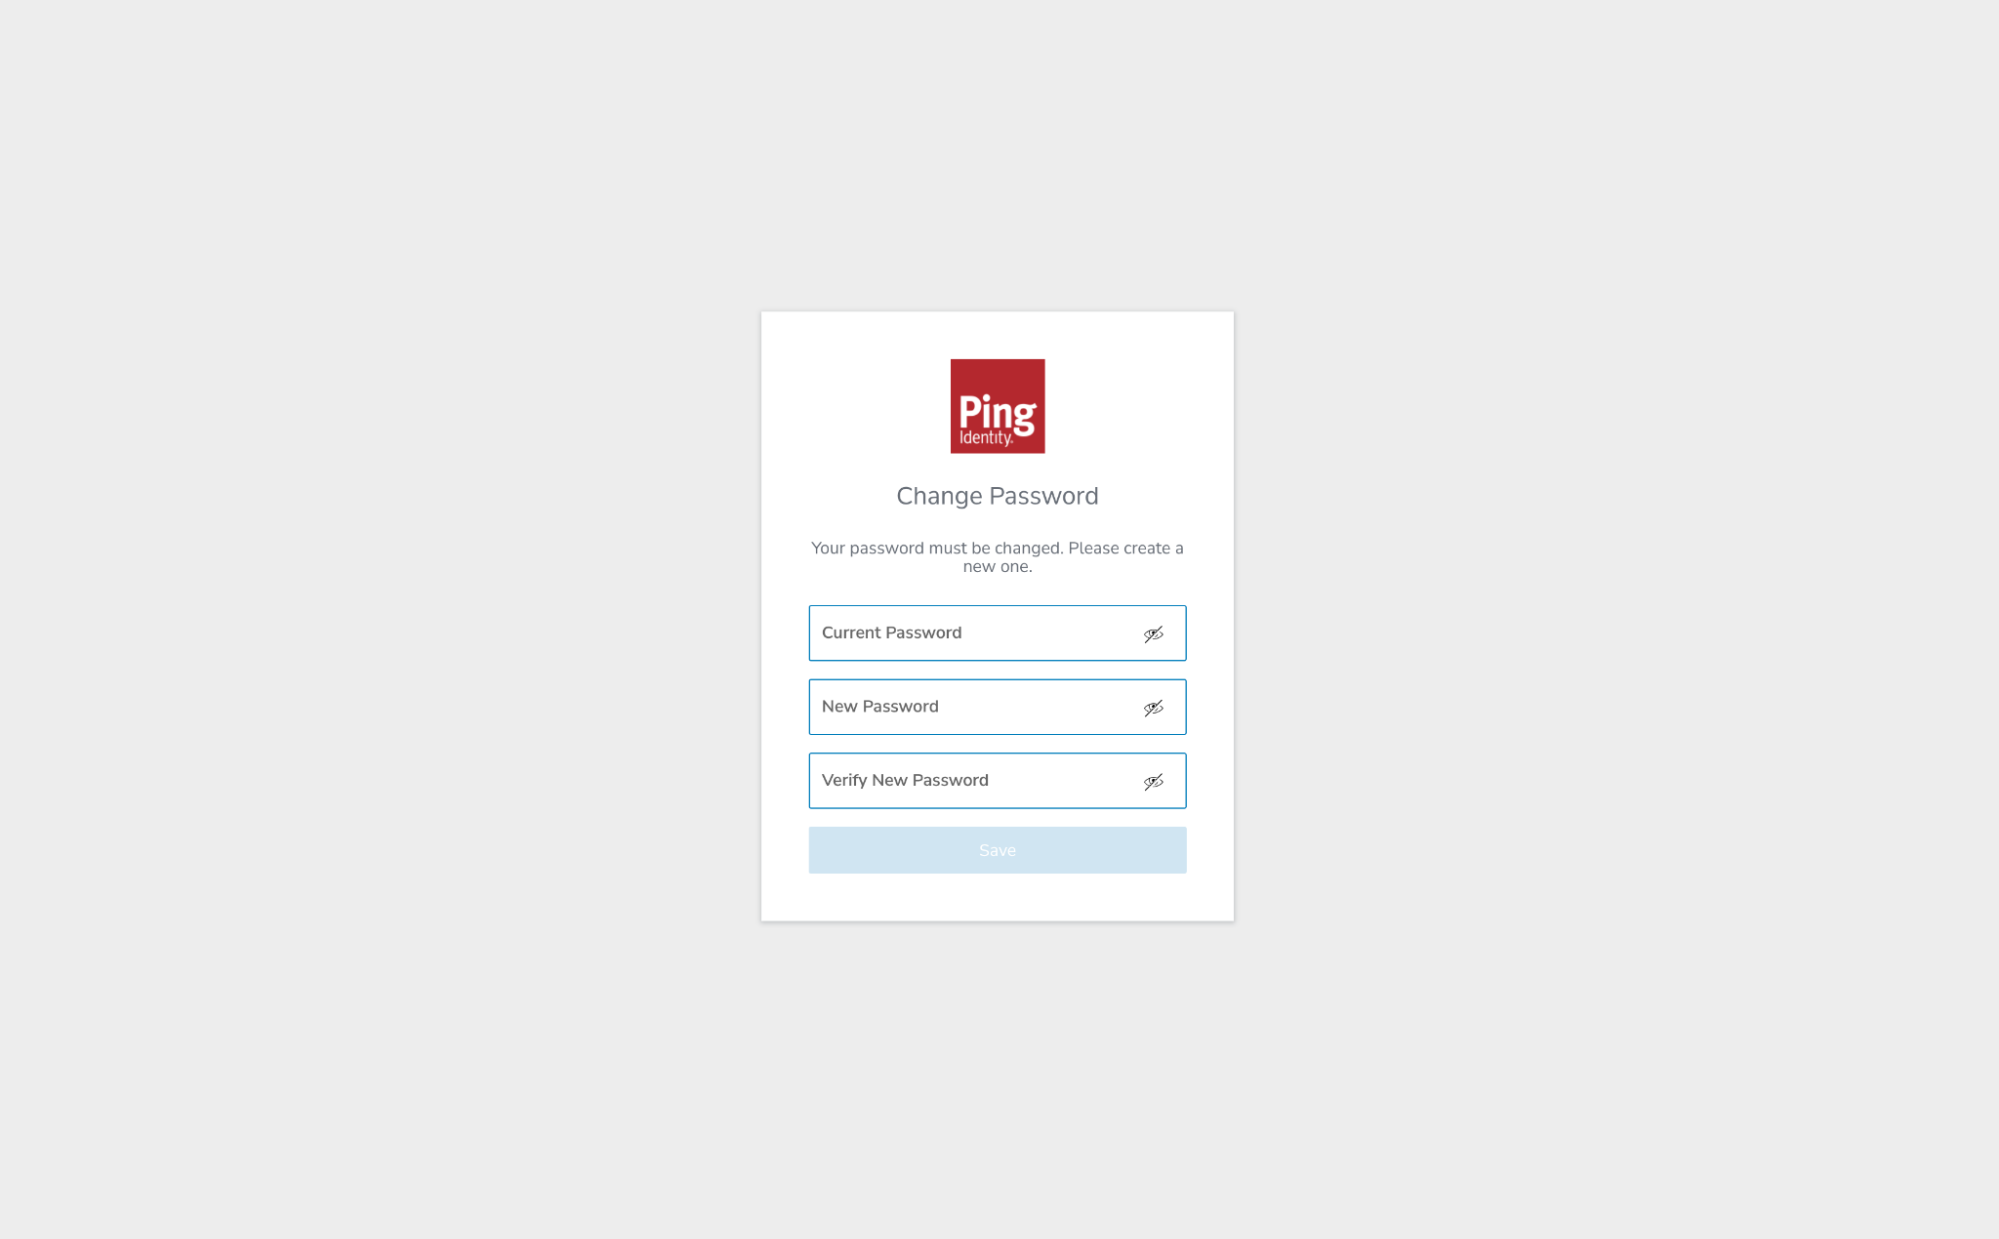 Ping
Identity.
Change Password
Your password must be changed. Please create a
new one.
Current Password
New Password
Verify New Password
Save